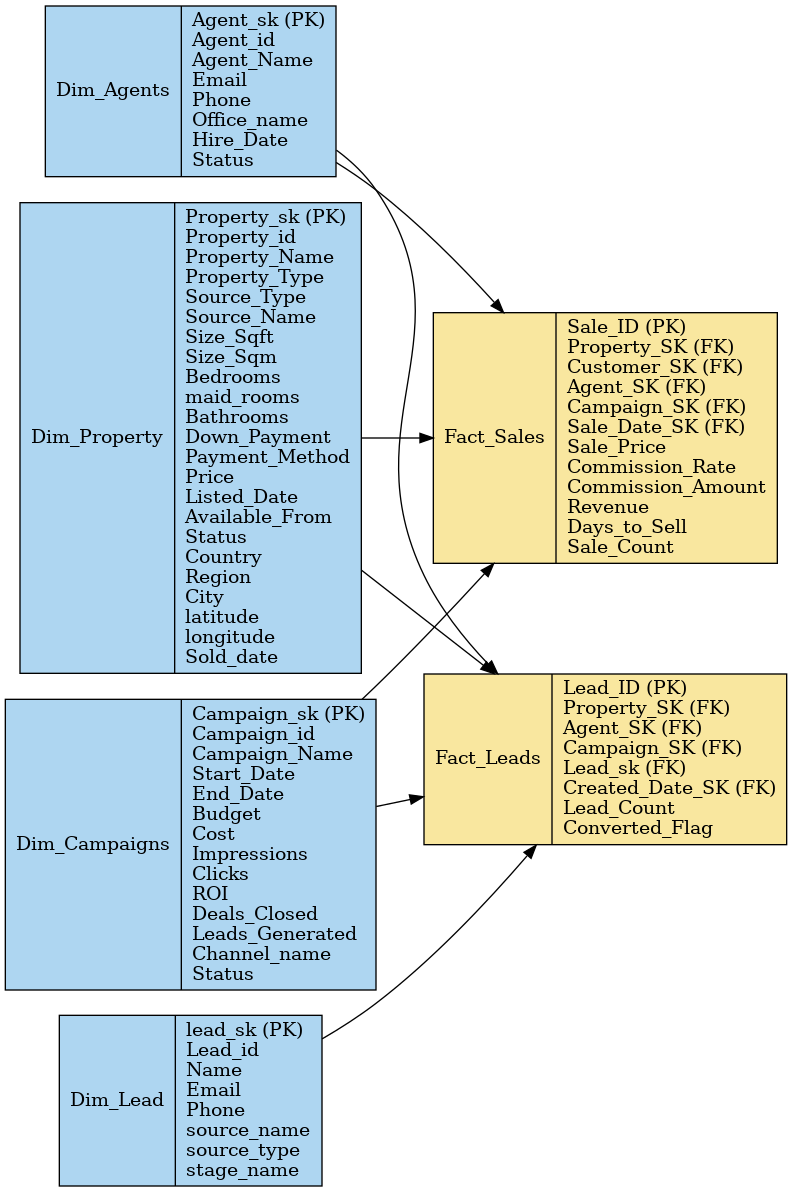 Dim_Agents
Agent_sk (PK)
Agent_id
Agent_Name
Email
Phone
Office_name
Hire_Date
Status
Dim_Property
Property_sk (PK)
Property_id
Property_Name
Property_Type
Source_Type
Source_Name
Size_Sqft
Size_Sqm
Bedrooms
maid_rooms
Bathrooms
Down_Payment
Payment_Method
Price
Listed_Date
Available_From
Status
Country
Region
City
latitude
longitude
Sold_date
Fact_Sales
Sale_ID (PK)
Property_SK (FK)
Customer_SK (FK)
Agent_SK (FK)
Campaign_SK (FK)
Sale_Date_SK (FK)
Sale_Price
Commission_Rate
Commission_Amount
Revenue
Days_to_Sell
Sale_Count
Fact_Leads
Lead_ID (PK)
Property_SK (FK)
Agent_SK (FK)
Campaign_SK (FK)
Lead_sk (FK)
Created_Date_SK (FK)
Lead_Count
Converted_Flag
Dim_Campaigns
Campaign_sk (PK)
Campaign_id
Campaign_Name
Start_Date
End_Date
Budget
Cost
Impressions
Clicks
ROI
Deals_Closed
Leads_Generated
Channel_name
Status
Dim_Lead
lead_sk (PK)
Lead_id
Name
Email
Phone
source_name
source_type
stage_name